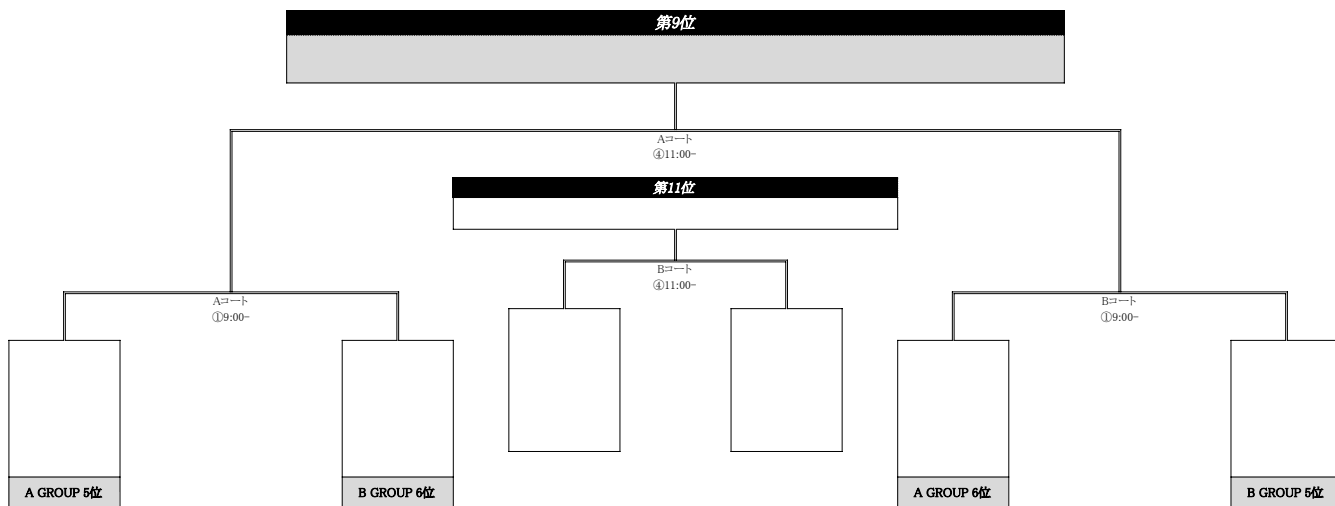 第9位
Aコート
④11:00-
第11位
Bコート
④11:00-
Aコート
①9:00-
Bコート
①9:00-
A GROUP 5位
B GROUP 6位
A GROUP 6位
B GROUP 5位